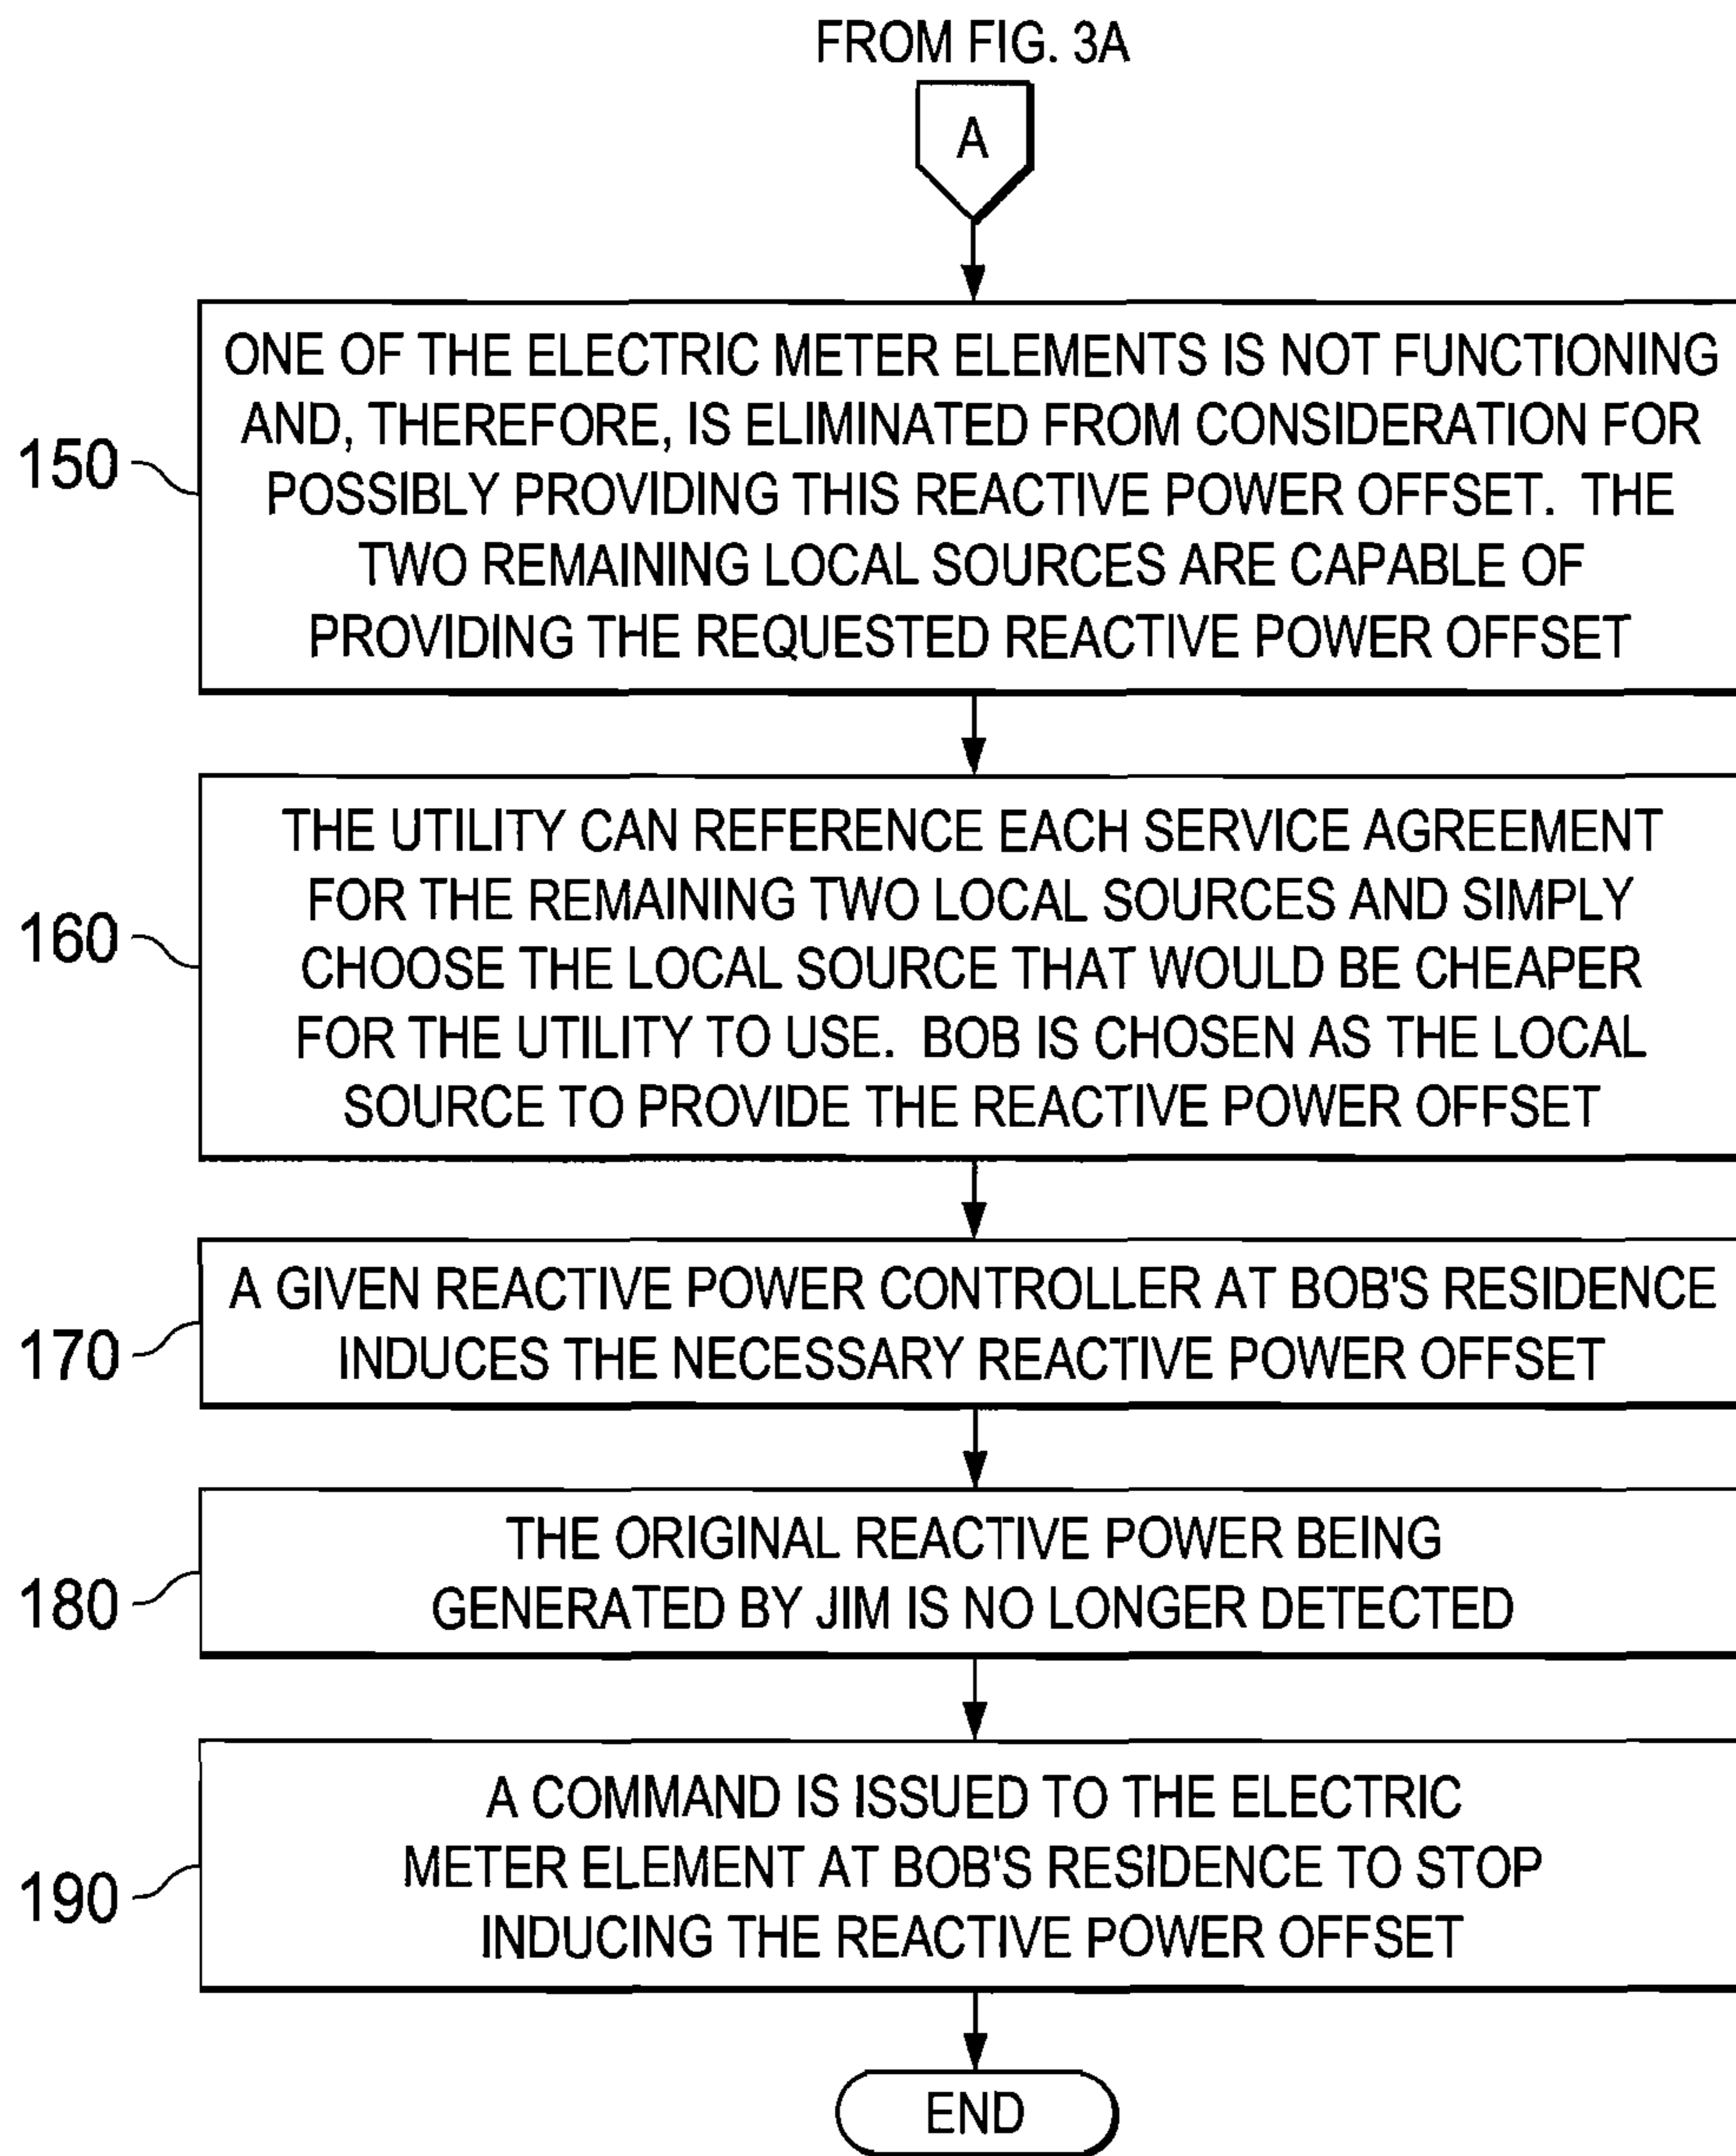 FROM FIG. 3A
A
ONE OF THE ELECTRIC METER ELEMENTS IS NOT FUNCTIONING
AND, THEREFORE, IS ELIMINATED FROM CONSIDERATION FOR
150
POSSIBLY PROVIDING THIS REACTIVE POWER OFFSET. THE
TWO REMAINING LOCAL SOURCES ARE CAPABLE OF
PROVIDING THE REQUESTED REACTIVE POWER OFFSET
THE UTILITY CAN REFERENCE EACH SERVICE AGREEMENT
FOR THE REMAINING TWO LOCAL SOURCES AND SIMPLY
160
CHOOSE THE LOCAL SOURCE THAT WOULD BE CHEAPER
FOR THE UTILITY TO USE. BOB IS CHOSEN AS THE LOCAL
SOURCE TO PROVIDE THE REACTIVE POWER OFFSET
A GIVEN REACTIVE POWER CONTROLLER AT BOB'S RESIDENCE
170
INDUCES THE NECESSARY REACTIVE POWER OFFSET
THE ORIGINAL REACTIVE POWER BEING
180
GENERATED BY JIM IS NO LONGER DETECTED
A COMMAND IS ISSUED TO THE ELECTRIC
METER ELEMENT AT BOB'S RESIDENCE TO STOP
190
INDUCING THE REACTIVE POWER OFFSET
END